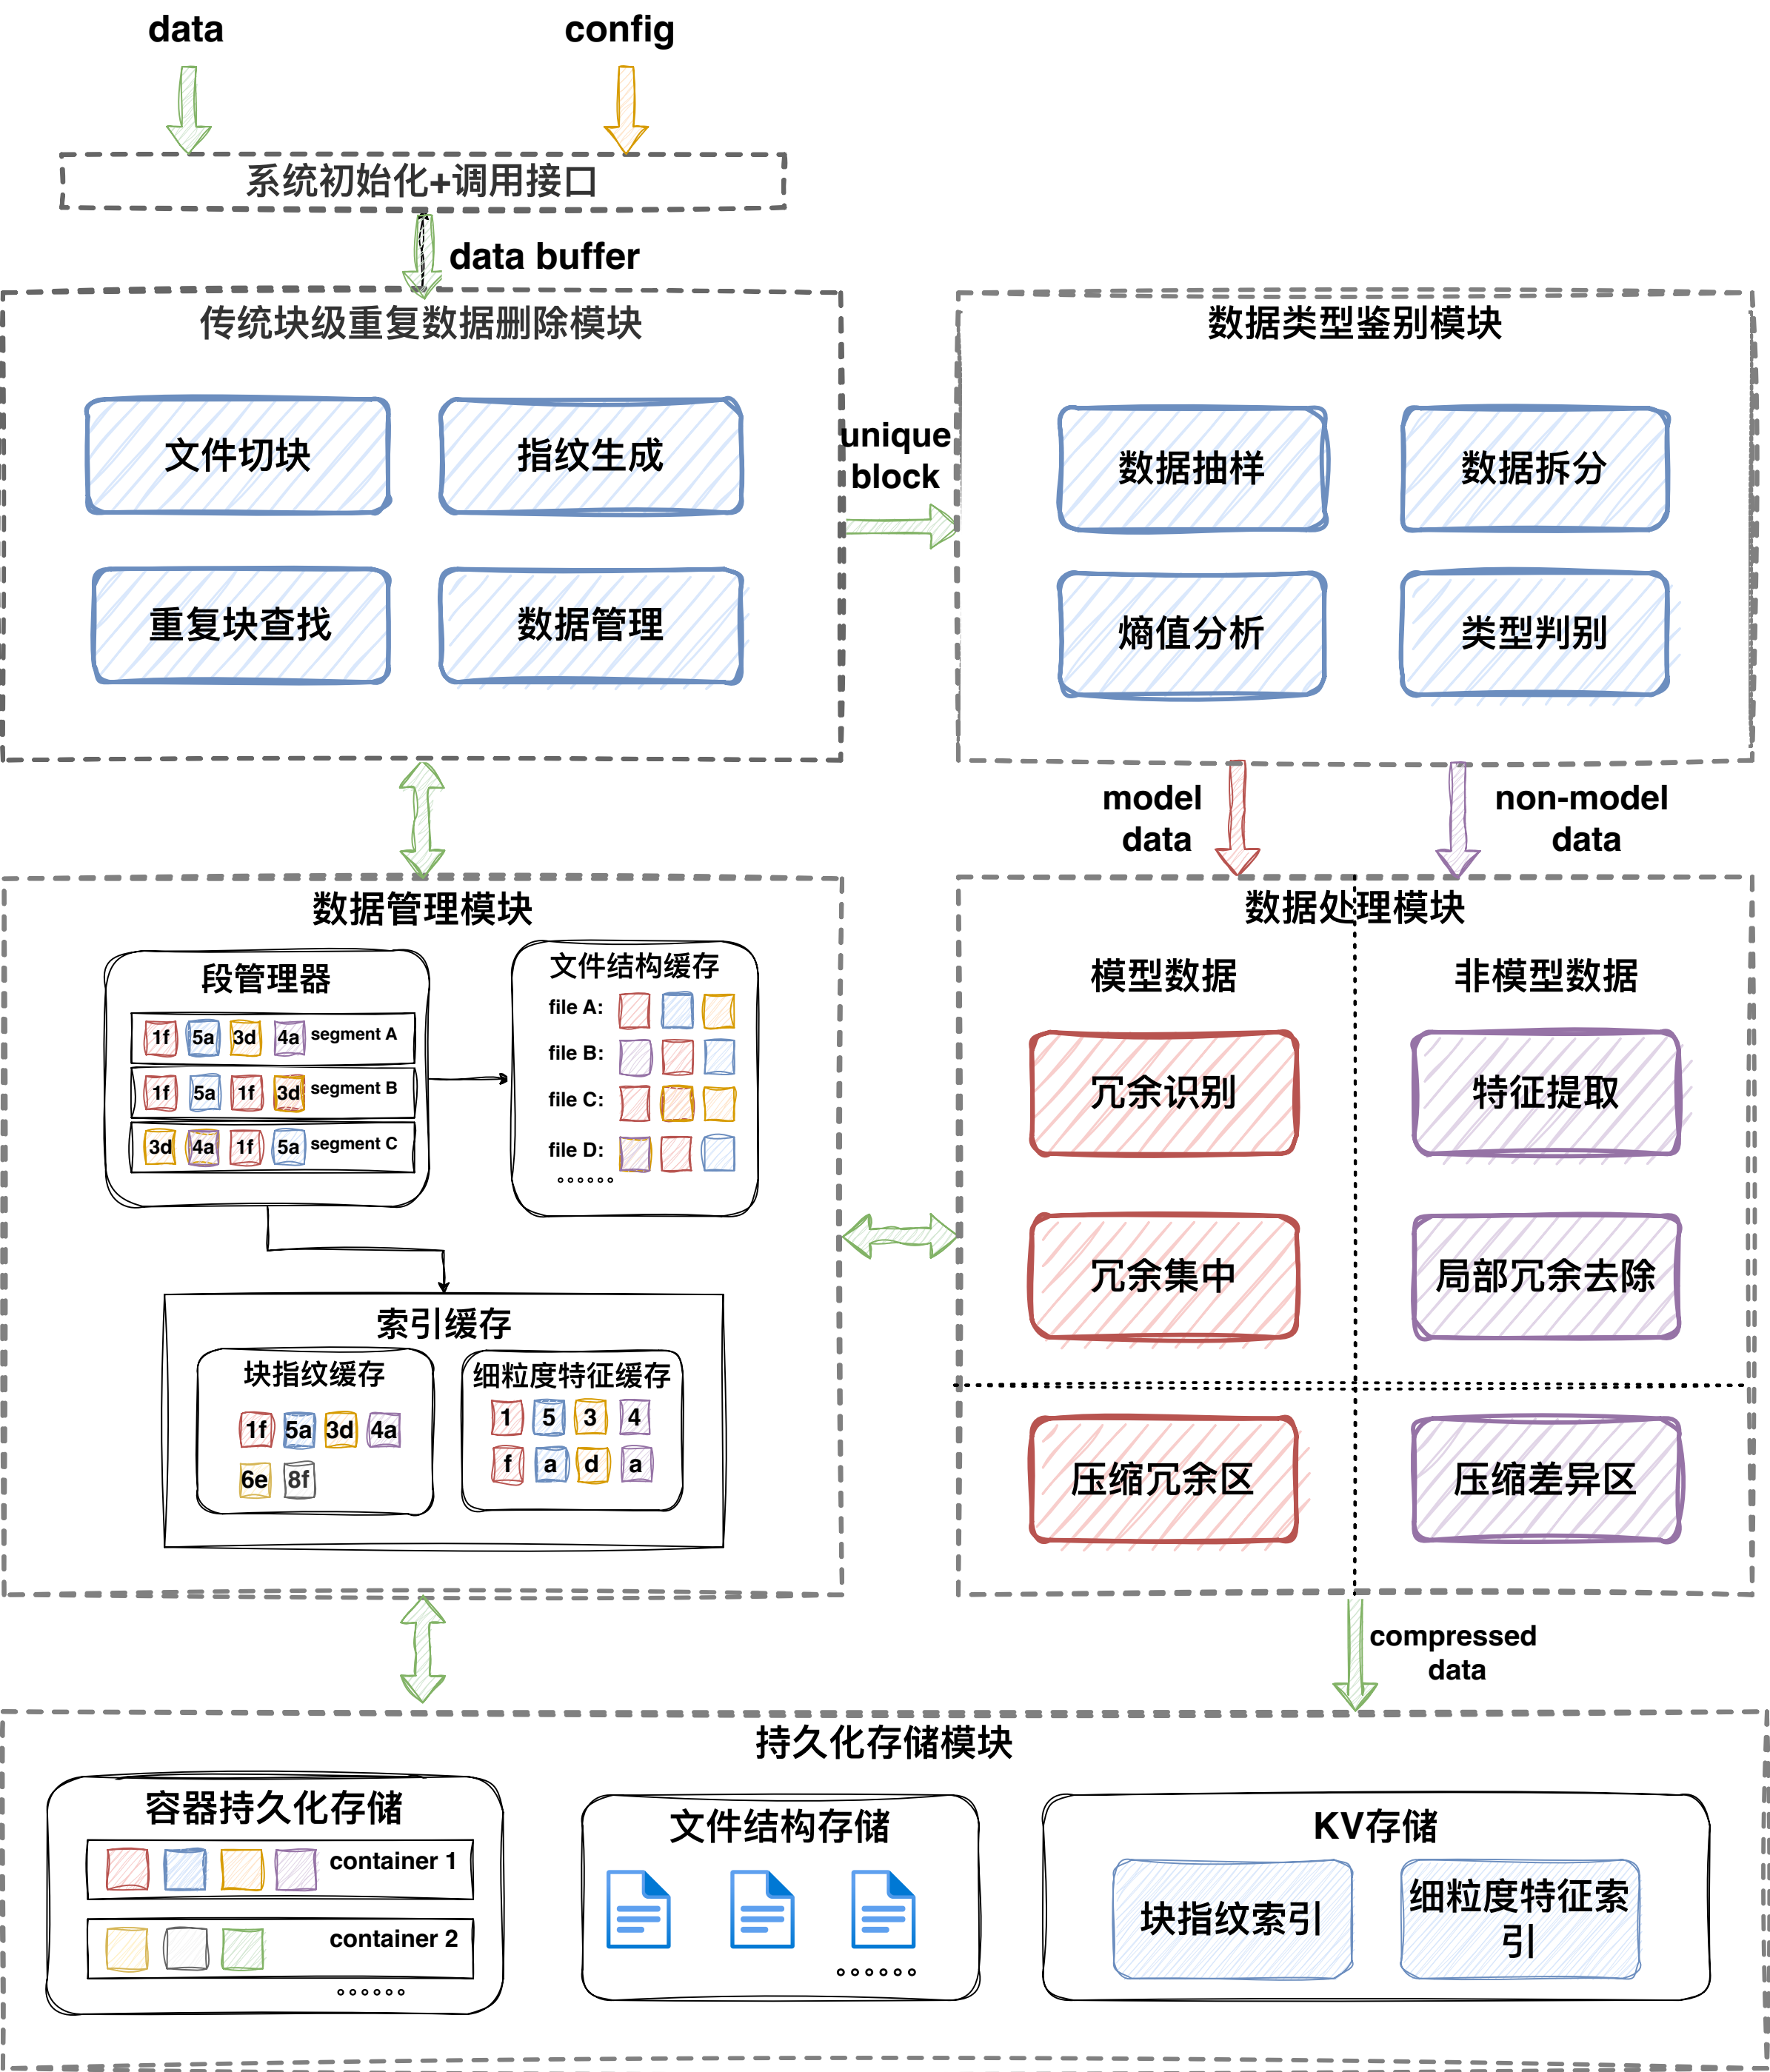 data
config
系统初始化+调用接口
data buffer
传统块级重复数据删除模块
文件切块
指纹生成
重复块查找
数据管理
unique
block
数据类型鉴别模块
数据抽样
数据拆分
熵值分析
类型判别
model
data
non-model
data
数据管理模块
段管理器
1f 5a 3d 4a segment A
1f 5a 1f 3d segment B
3d 4a 1f 5a segment C
文件结构缓存
file A:
file B:
file C:
file D:
索引缓存
块指纹缓存
1f 5a 3d 4a
6e 8f
细粒度特征缓存
1 5 3 4
f a d a
数据处理模块
模型数据
非模型数据
冗余识别
特征提取
冗余集中
局部冗余去除
压缩冗余区
压缩差异区
compressed
data
持久化存储模块
容器持久化存储
container 1
container 2
文件结构存储
KV存储
块指纹索引
细粒度特征索
引